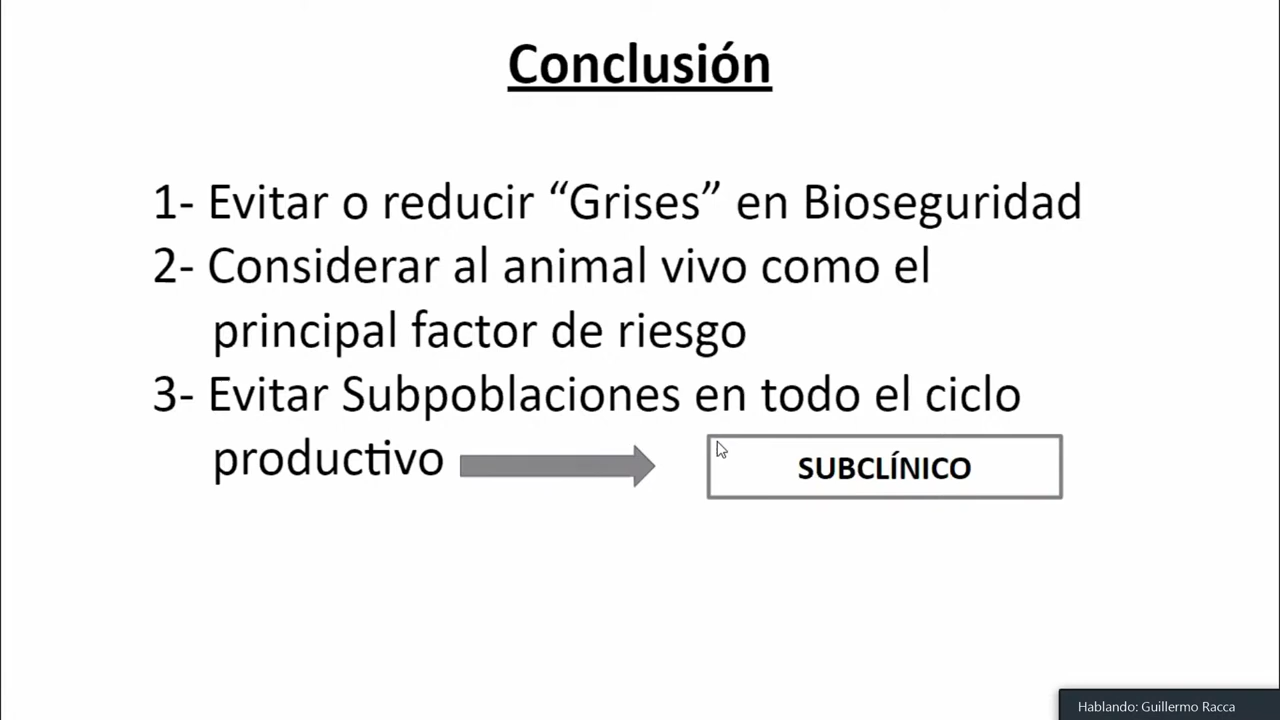 Conclusión
1- Evitar o reducir “Grises” en Bioseguridad
2- Considerar al animal vivo como el
principal factor de riesgo
3- Evitar Subpoblaciones en todo el ciclo
productivo
SUBCLÍNICO
Hablando: Guillermo Racca